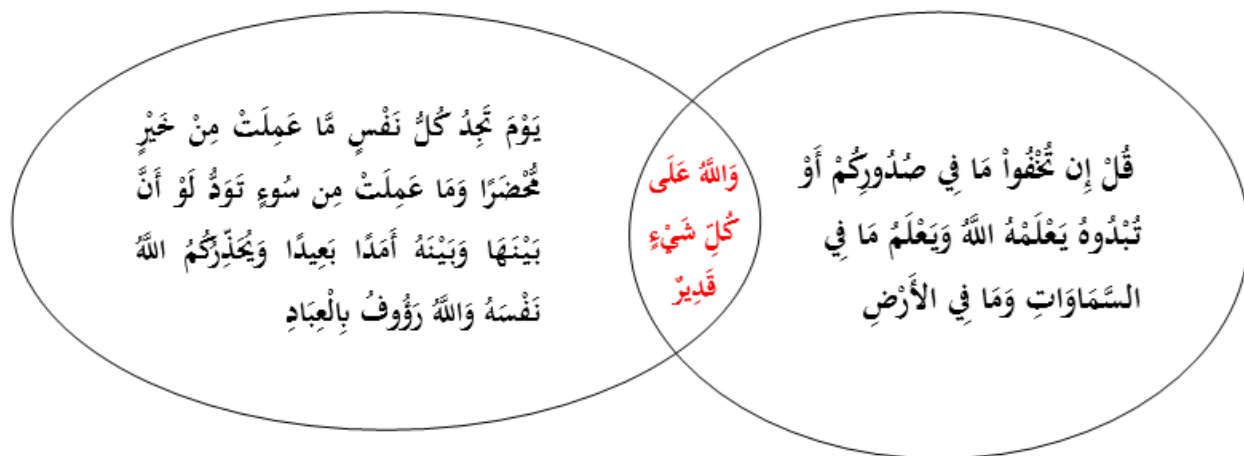 قُلْ إِن تُخْفُواْ مَا فِي صُدُورِكُمْ أَوْ
تُبْدُوهُ يَعْلَمْهُ اللَّهُ وَيَعْلَمُ مَا فِي
السَّمَاوَاتِ وَمَا فِي الأَرْضِ
وَاللَّهُ عَلَى
كُلِّ شَيْءٍ
قَدِيرٌ
يَوْمَ تَجِدُ كُلُّ نَفْسٍ مَّا عَمِلَتْ مِنْ خَيْرٍ
مُّحْضَرًا وَمَا عَمِلَتْ مِن سُوءٍ تَوَدُّ لَوْ أَنَّ
بَيْنَهَا وَبَيْنَهُ أَمَدًا بَعِيدًا وَيُحَذِّرُكُمُ اللَّهُ
نَفْسَهُ وَاللَّهُ رَؤُوفُ بِالْعِبَادِ